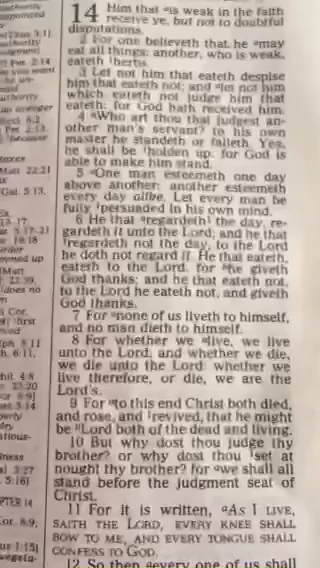 14 Him that is weak in the faith
receive ye, but not to doubtful
disputations.
2 For one believeth that he may
eat all things: another, who is weak,
eateth herbs.
3 Let not him that eateth despise
him that eateth not; and let not him
which eateth not judge him that
eateth: for God hath received him.
4 Who art thou that judgest an-
other man's servant? to his own
master he standeth or falleth. Yea,
he shall be holden up: for God is
able to make him stand.
5 One man esteemeth one day
above another: another esteemeth
every day alike. Let every man be
fully persuaded in his own mind.
6 He that regardeth the day, re-
gardeth it unto the Lord; and he that
regardeth not the day, to the Lord
he doth not regard it. He that eateth,
eateth to the Lord, for he giveth
God thanks; and he that eateth not,
to the Lord he eateth not, and giveth
God thanks.
7 For none of us liveth to himself,
and no man dieth to himself.
8 For whether we live, we live
unto the Lord; and whether we die,
we die unto the Lord: whether we
live therefore, or die, we are the
Lord's.
9 For to this end Christ both died,
and rose, and revived, that he might
be Lord both of the dead and living.
10 But why dost thou judge thy
brother? or why dost thou set at
nought thy brother? for we shall all
stand before the judgment seat of
Christ.
11 For it is written, As I LIVE,
SAITH THE LORD, EVERY KNEE SHALL
BOW TO ME, AND EVERY TONGUE SHALL
CONFESS TO GOD.
12 So then every one of us shall